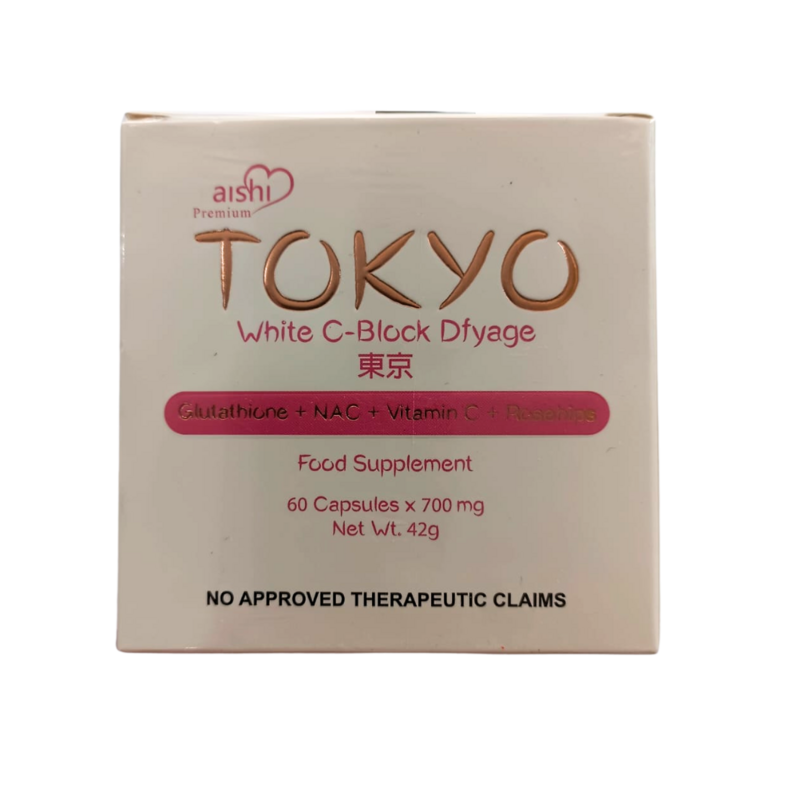 aishi
Premium
TOKYO
White C-Block Dfyage
東京
Glutathione + NAC + Vitamin C + Rosehips
Food Supplement
60 Capsules x 700 mg
Net Wt. 42g
NO APPROVED THERAPEUTIC CLAIMS